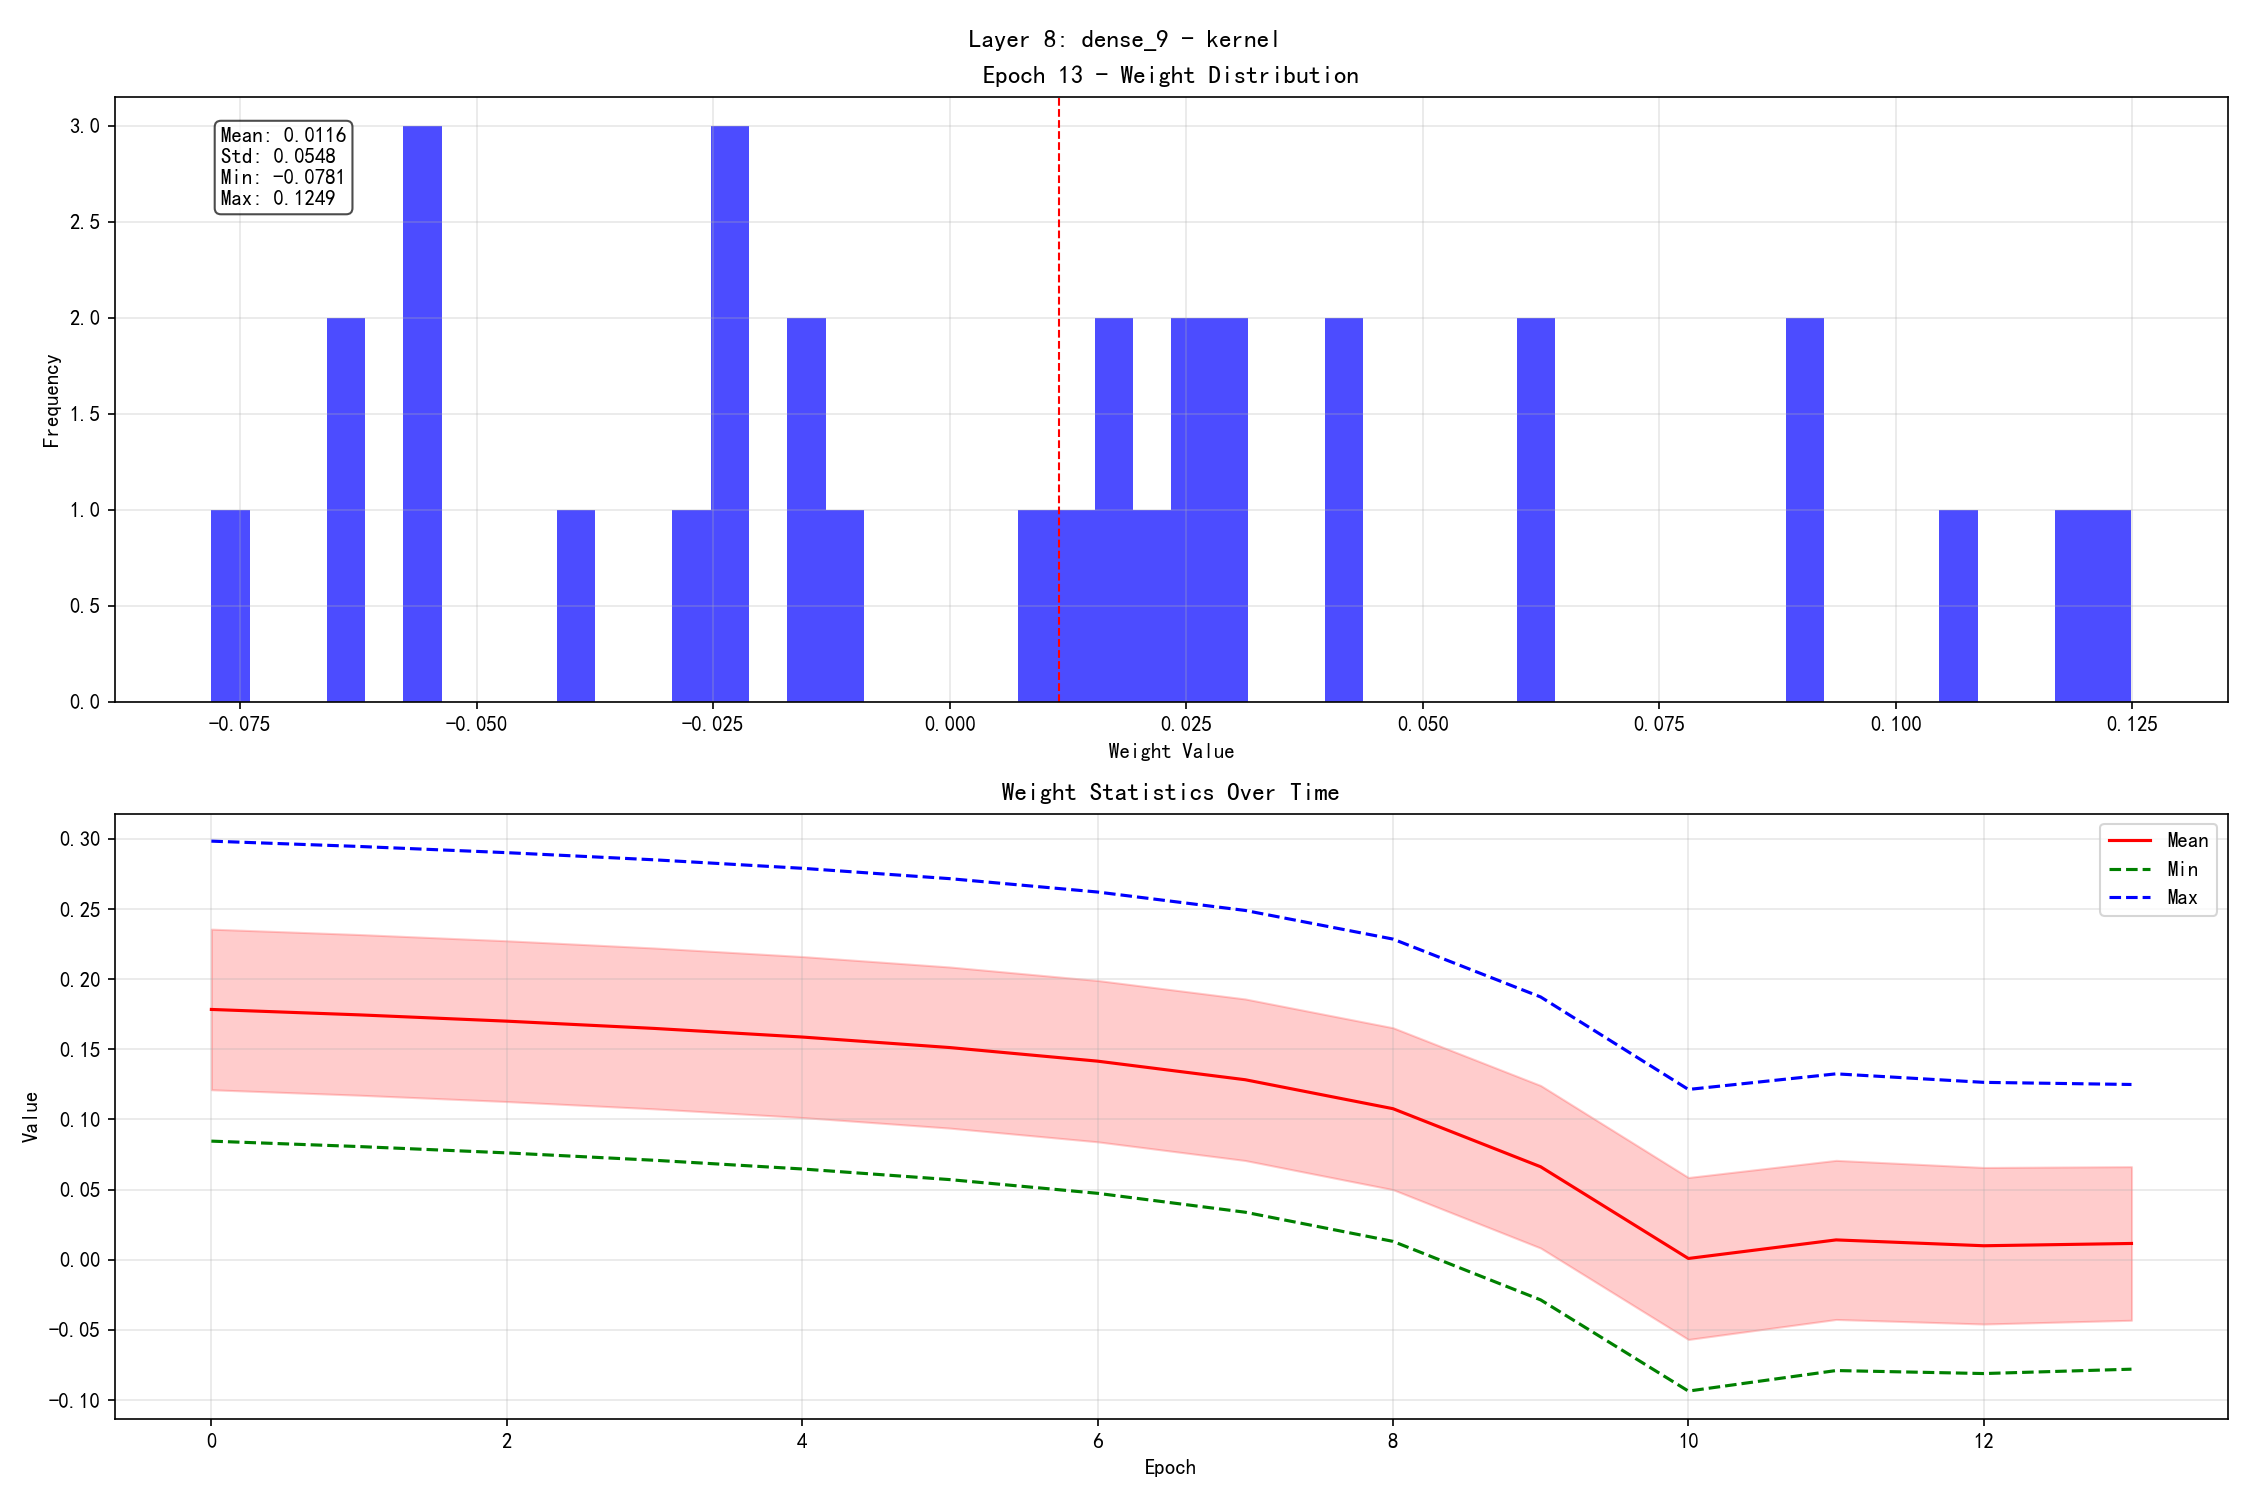 Layer 8: dense_9 - kernel
Epoch 13 - Weight Distribution
Mean: 0.0116
Std: 0.0548
Min: -0.0781
Max: 0.1249
3.0
2.5
2.0
1.5
1.0
0.5
0.0
Frequency
-0.075 -0.050 -0.025 0.000 0.025 0.050 0.075 0.100 0.125
Weight Value
Weight Statistics Over Time
Mean
Min
Max
0.30
0.25
0.20
0.15
0.10
0.05
0.00
-0.05
-0.10
Value
0 2 4 6 8 10 12
Epoch